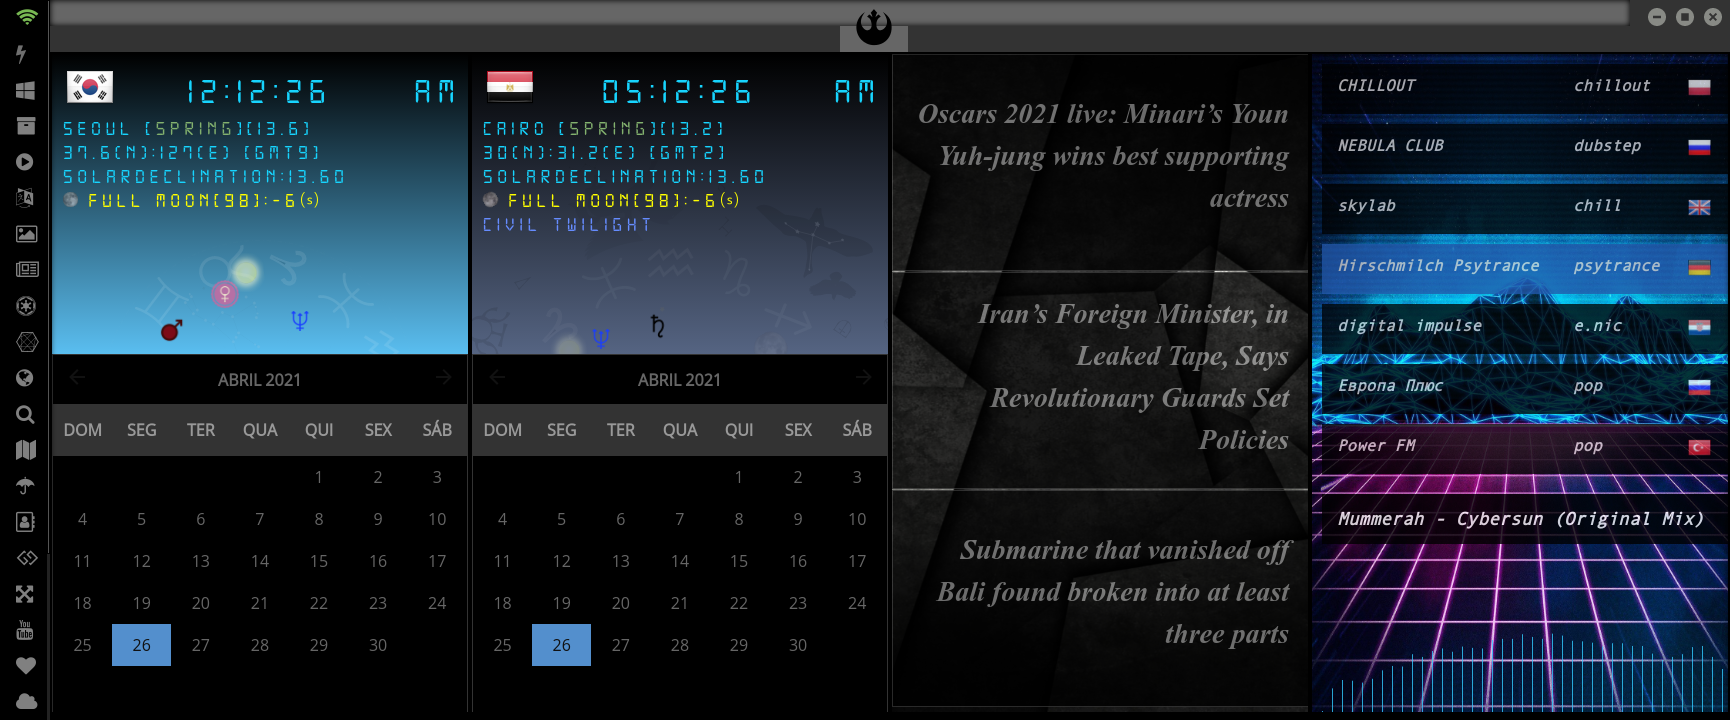 12:12:26 AM
SEOUL [SPRING][13.6]
37.6(N):127(E) [GMT9]
SOLARDECLINATION:13.60
FULL MOON[98]:-6(s)
ABRIL 2021
DOM SEG TER QUA QUI SEX SÁB
1 2 3
4 5 6 7 8 9 10
11 12 13 14 15 16 17
18 19 20 21 22 23 24
25 26 27 28 29 30
05:12:26 AM
CAIRO [SPRING][13.2]
30(N):31.2(E) [GMT2]
SOLARDECLINATION:13.60
FULL MOON[98]:-6(s)
CIVIL TWILIGHT
ABRIL 2021
DOM SEG TER QUA QUI SEX SÁB
1 2 3
4 5 6 7 8 9 10
11 12 13 14 15 16 17
18 19 20 21 22 23 24
25 26 27 28 29 30
Oscars 2021 live: Minari’s Youn
Yuh-jung wins best supporting
actress
Iran’s Foreign Minister, in
Leaked Tape, Says
Revolutionary Guards Set
Policies
Submarine that vanished off
Bali found broken into at least
three parts
CHILLOUT chillout
NEBULA CLUB dubstep
skylab chill
Hirschmilch Psytrance psytrance
digital impulse e.nic
Европа Плюс pop
Power FM pop
Mummerah - Cybersun (Original Mix)
You
Tube